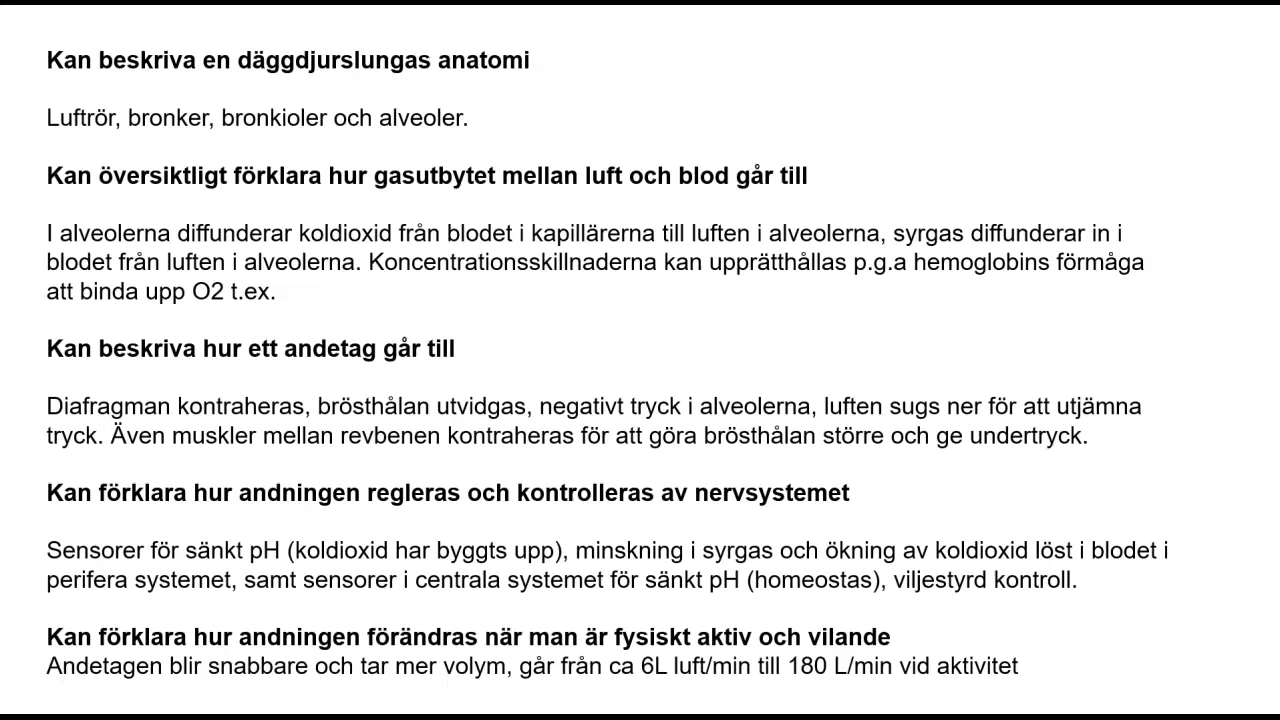 Kan beskriva en däggdjurslungas anatomi
Luftrör, bronker, bronkioler och alveoler.
Kan översiktligt förklara hur gasutbytet mellan luft och blod går till
I alveolerna diffunderar koldioxid från blodet i kapillärerna till luften i alveolerna, syrgas diffunderar in i
blodet från luften i alveolerna. Koncentrationsskillnaderna kan upprätthållas p.g.a hemoglobins förmåga
att binda upp O2 t.ex.
Kan beskriva hur ett andetag går till
Diafragman kontraheras, brösthålan utvidgas, negativt tryck i alveolerna, luften sugs ner för att utjämna
tryck. Även muskler mellan revbenen kontraheras för att göra brösthålan större och ge undertryck.
Kan förklara hur andningen regleras och kontrolleras av nervsystemet
Sensorer för sänkt pH (koldioxid har byggts upp), minskning i syrgas och ökning av koldioxid löst i blodet i
perifera systemet, samt sensorer i centrala systemet för sänkt pH (homeostas), viljestyrd kontroll.
Kan förklara hur andningen förändras när man är fysiskt aktiv och vilande
Andetagen blir snabbare och tar mer volym, går från ca 6L luft/min till 180 L/min vid aktivitet